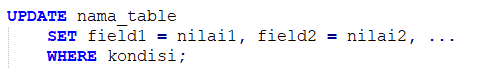 UPDATE nama_table
SET field1 = nilai1, field2 = nilai2, ...
WHERE kondisi;